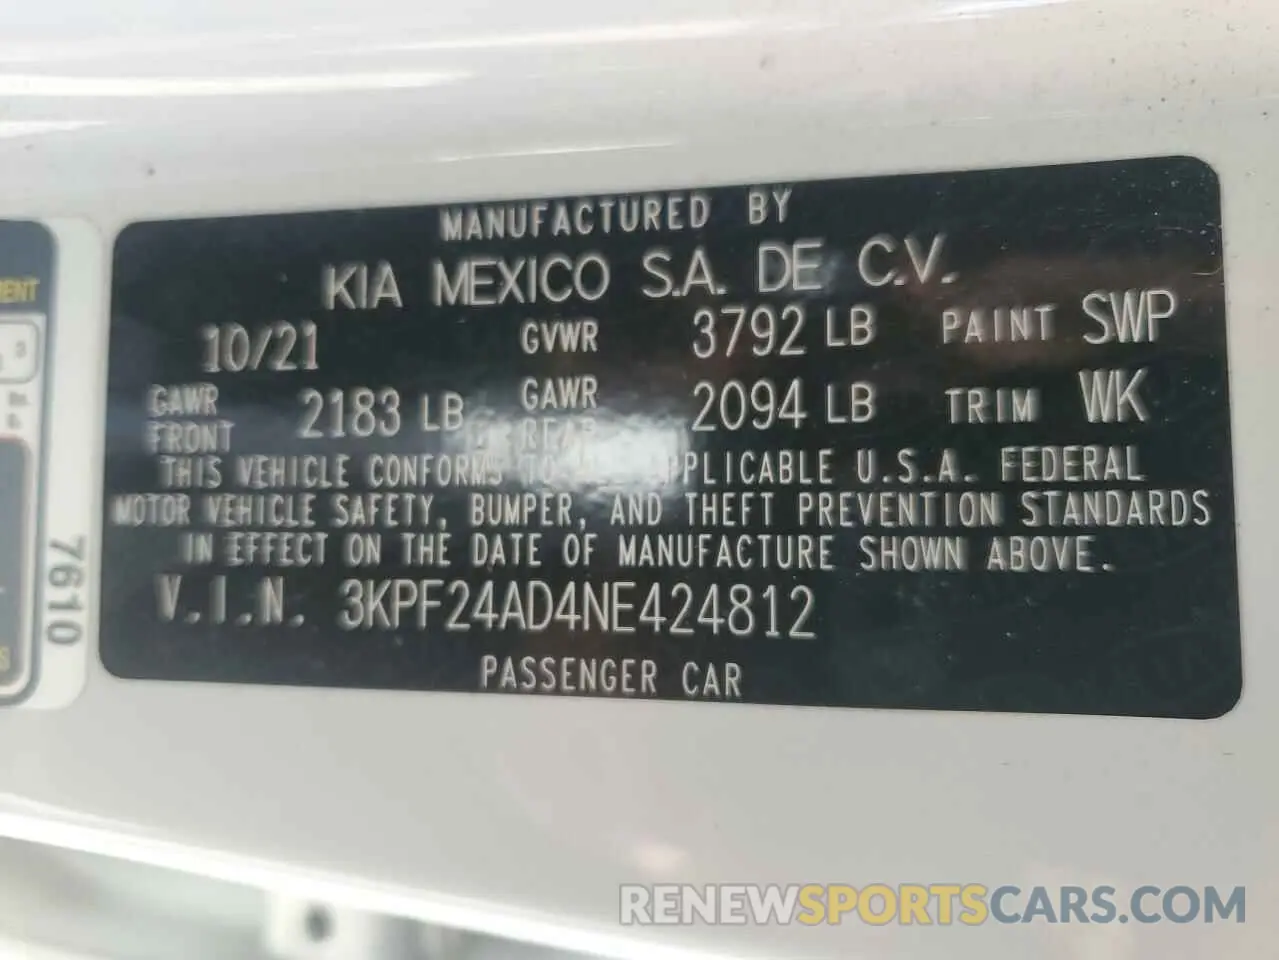 MANUFACTURED BY
KIA MEXICO S.A. DE C.V.
10/21 GVWR 3792 LB PAINT SWP
GAWR FRONT 2183 LB GAWR REAR 2094 LB TRIM WK
THIS VEHICLE CONFORMS TO APPLICABLE U.S.A. FEDERAL
MOTOR VEHICLE SAFETY, BUMPER, AND THEFT PREVENTION STANDARDS
IN EFFECT ON THE DATE OF MANUFACTURE SHOWN ABOVE.
V.I.N. 3KPF24AD4NE424812
PASSENGER CAR
7610
RENEWSPORTSCARS.COM